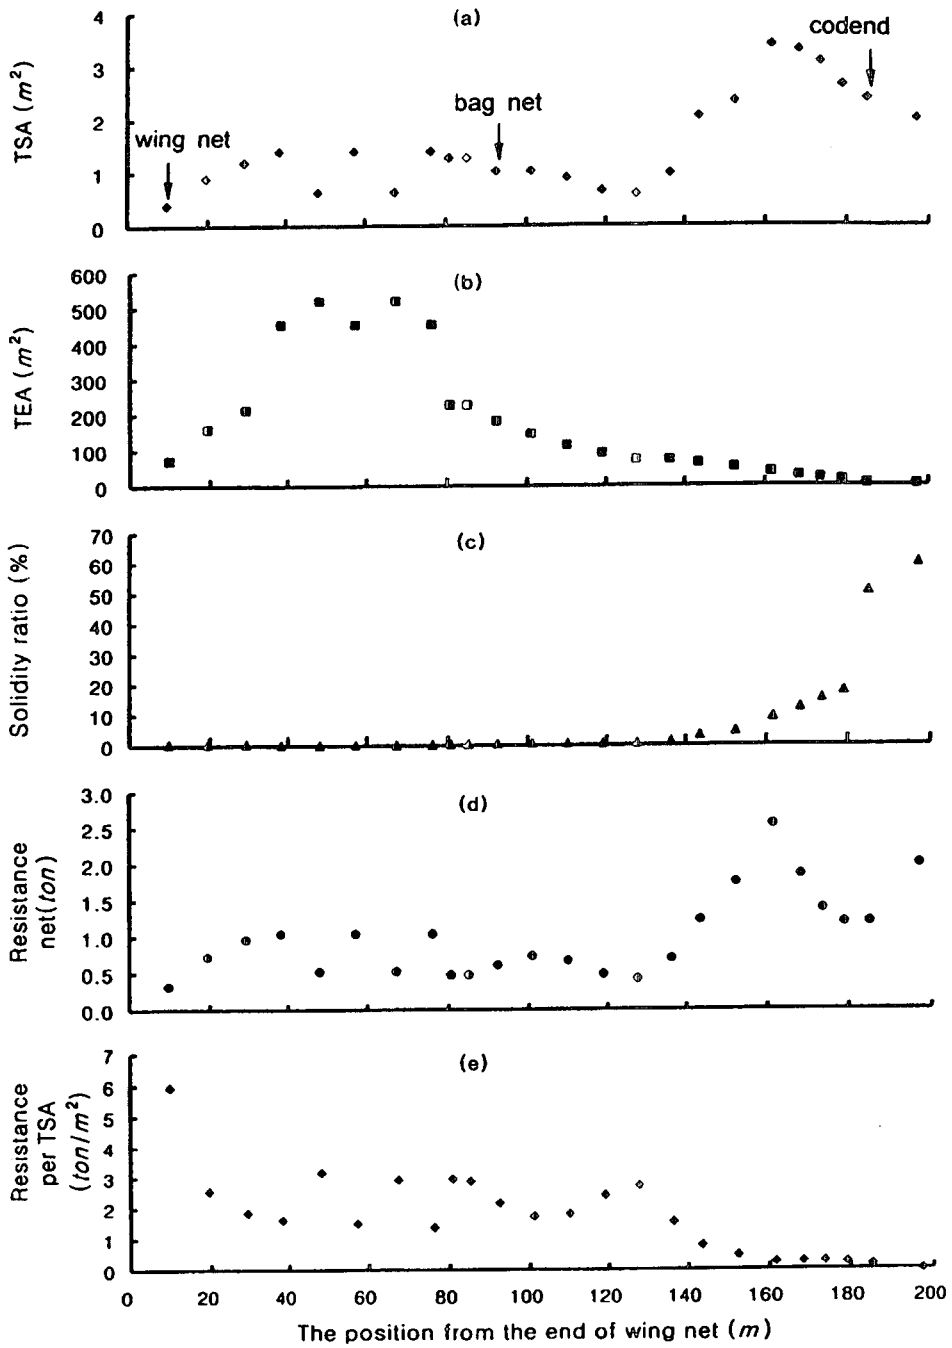 (a)
TSA (m²)
4
3
2
1
0
wing net
bag net
codend
(b)
TEA (m²)
600
500
400
300
200
100
0
(c)
Solidity ratio (%)
70
60
50
40
30
20
10
0
(d)
Resistance
net(ton)
3.0
2.5
2.0
1.5
1.0
0.5
0.0
(e)
Resistance
per TSA
(ton/m²)
7
6
5
4
3
2
1
0
0 20 40 60 80 100 120 140 160 180 200
The position from the end of wing net (m)